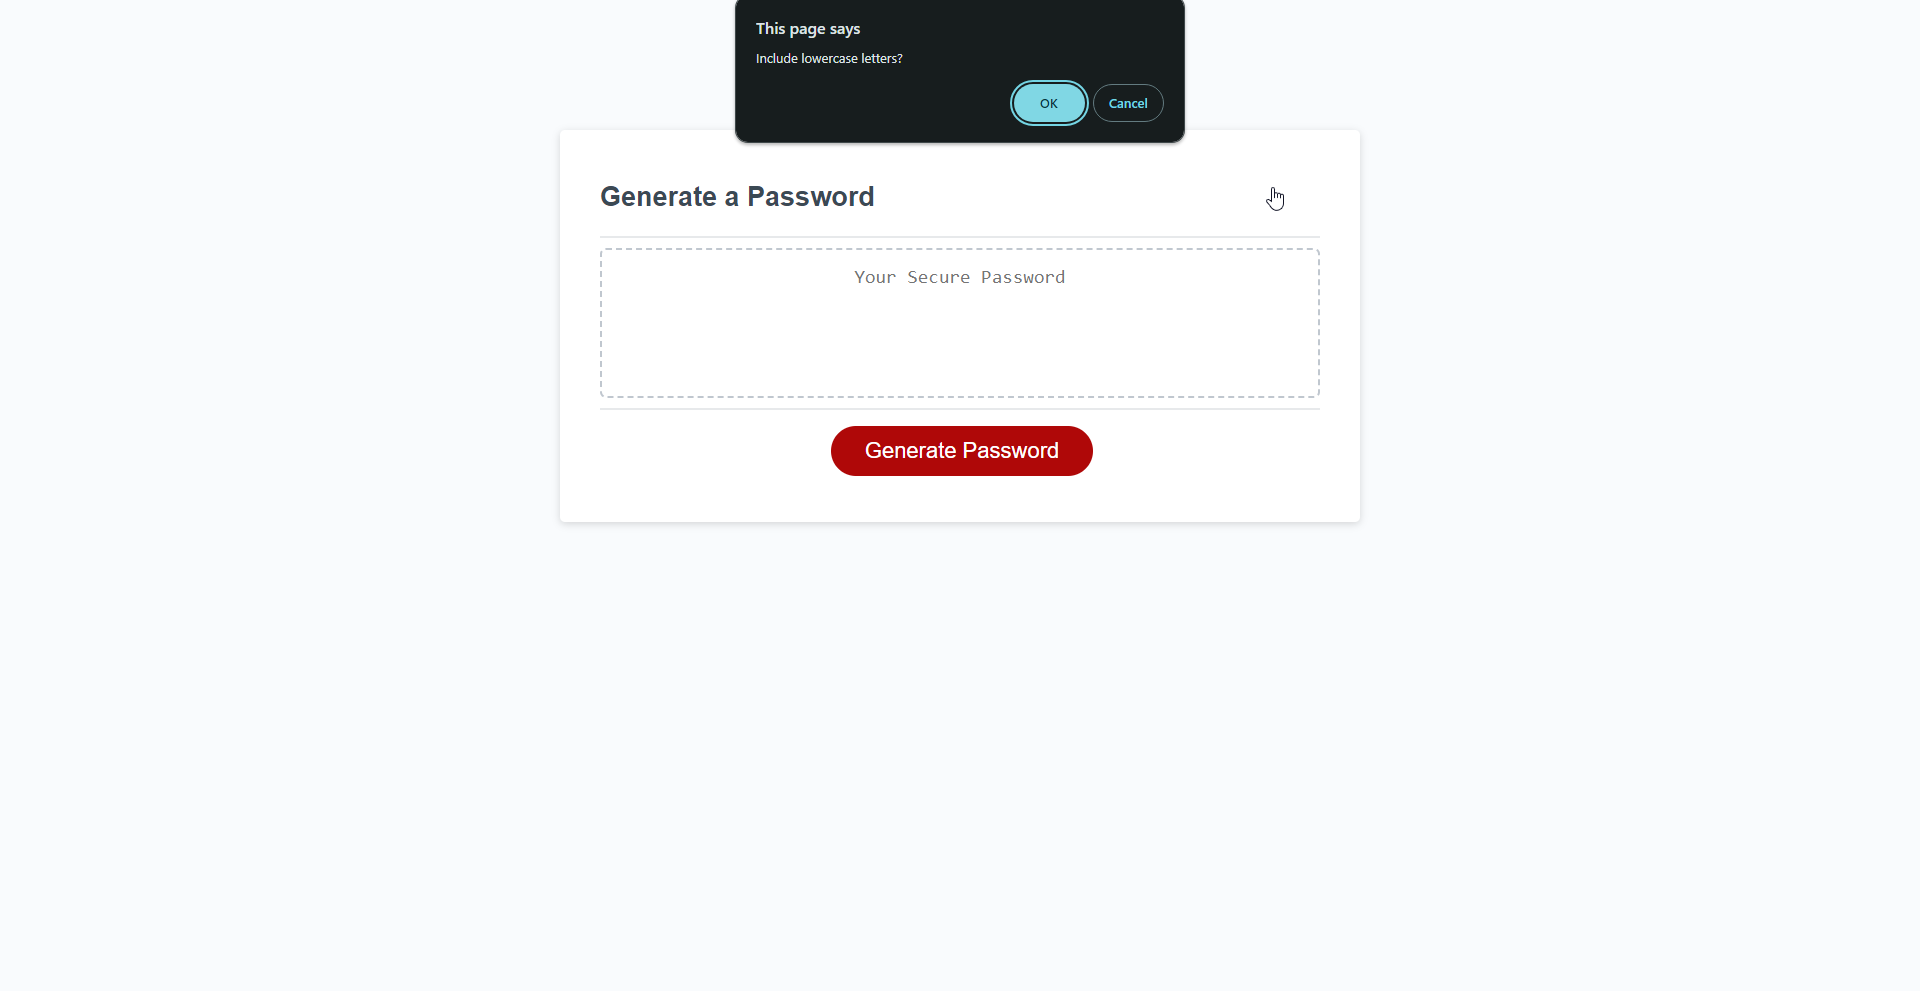 This page says
Include lowercase letters?
OK
Cancel
Generate a Password
Your Secure Password
Generate Password